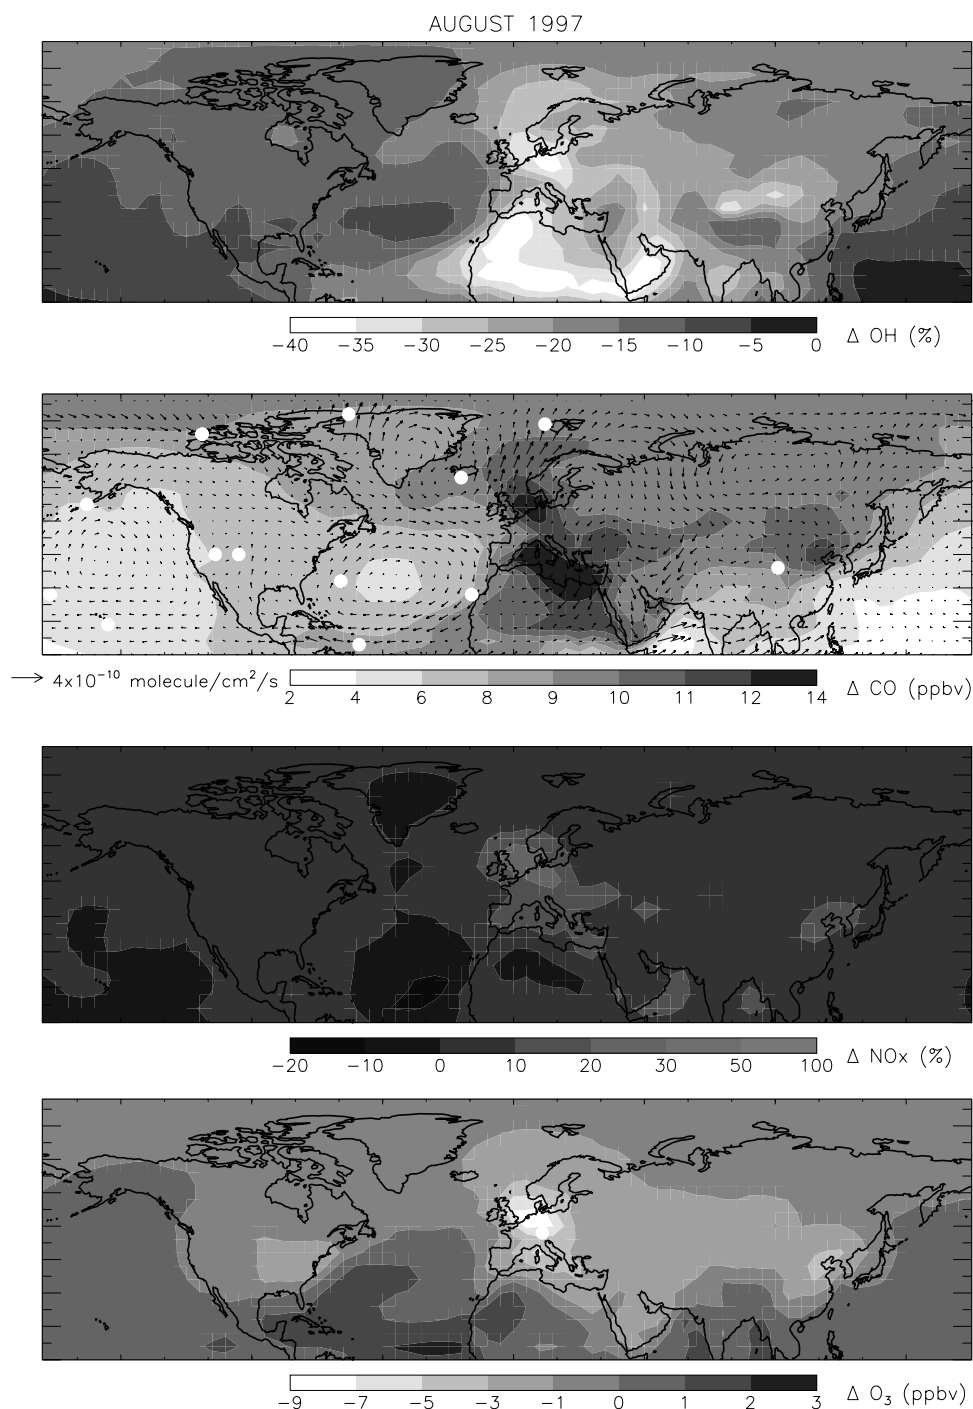 AUGUST 1997
−40 −35 −30 −25 −20 −15 −10 −5 0 Δ OH (%)
4x10⁻¹⁰ molecule/cm²/s 2 4 6 7 8 9 10 11 12 14 Δ CO (ppbv)
−20 −10 0 10 20 30 50 100 Δ NOx (%)
−9 −7 −5 −3 −1 0 1 2 3 Δ O₃ (ppbv)